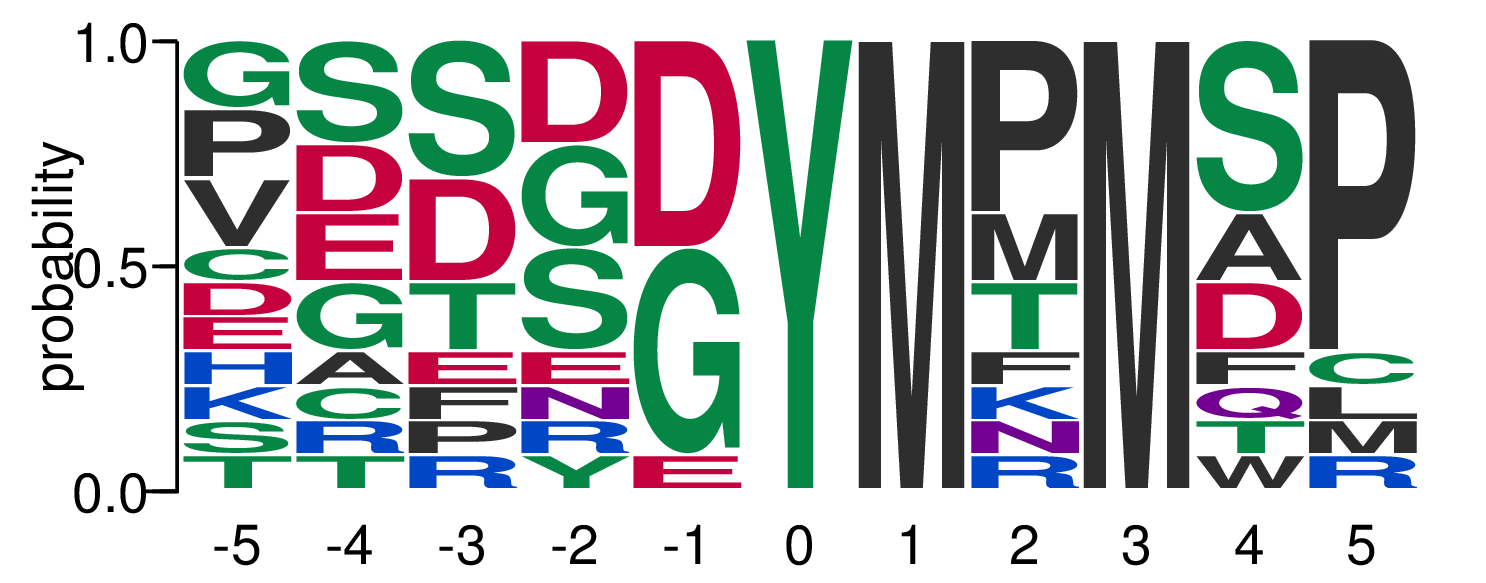 probability
1.0
0.5
0.0
G S S D D Y M P M S P
P D D G G M A C
V E T S E T D L
C G E E F F M
D A F N K Q R
E C P R N T
H R R Y R W
K T
S
T
-5 -4 -3 -2 -1 0 1 2 3 4 5